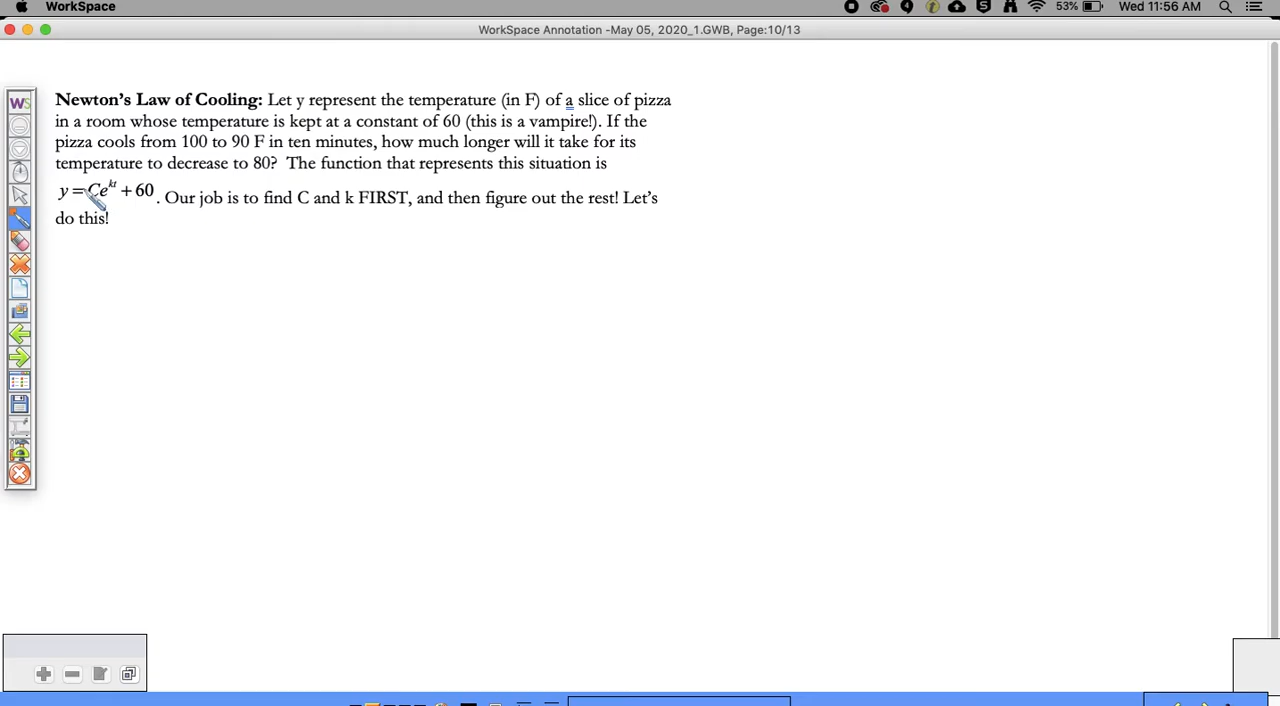 WorkSpace
53%
Wed 11:56 AM
WorkSpace Annotation -May 05, 2020_1.GWB, Page:10/13
WS
Newton's Law of Cooling: Let y represent the temperature (in F) of a slice of pizza
in a room whose temperature is kept at a constant of 60 (this is a vampire!). If the
pizza cools from 100 to 90 F in ten minutes, how much longer will it take for its
temperature to decrease to 80? The function that represents this situation is
y = Ce^{kt} + 60. Our job is to find C and k FIRST, and then figure out the rest! Let's
do this!